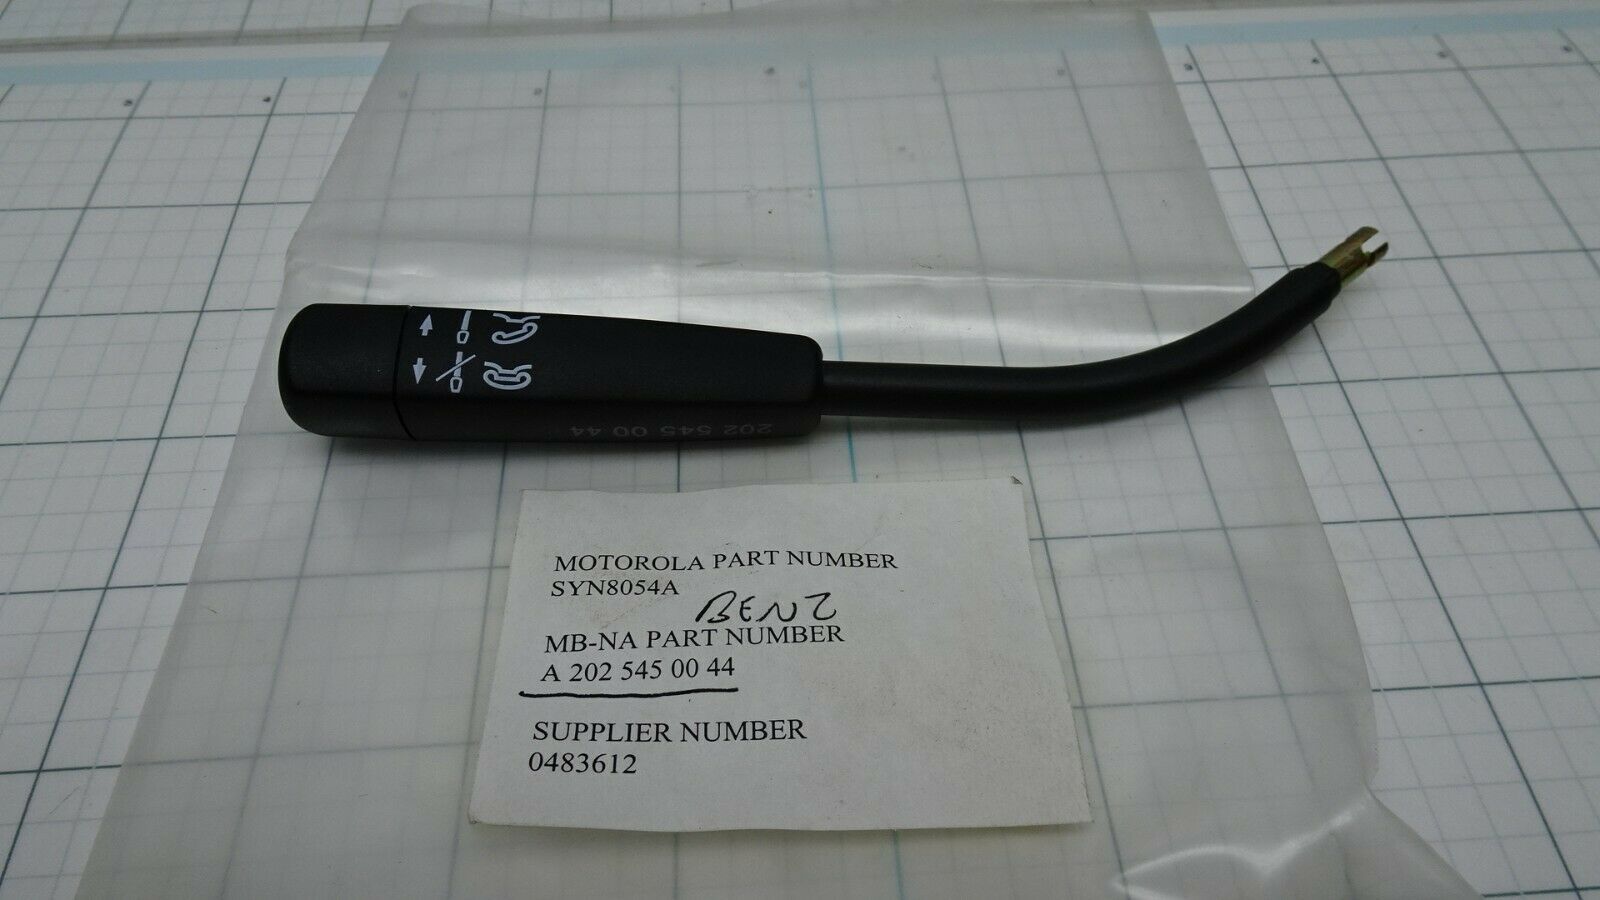 202 545 00 44
MOTOROLA PART NUMBER
SYN8054A
BENZ
MB-NA PART NUMBER
A 202 545 00 44
SUPPLIER NUMBER
0483612